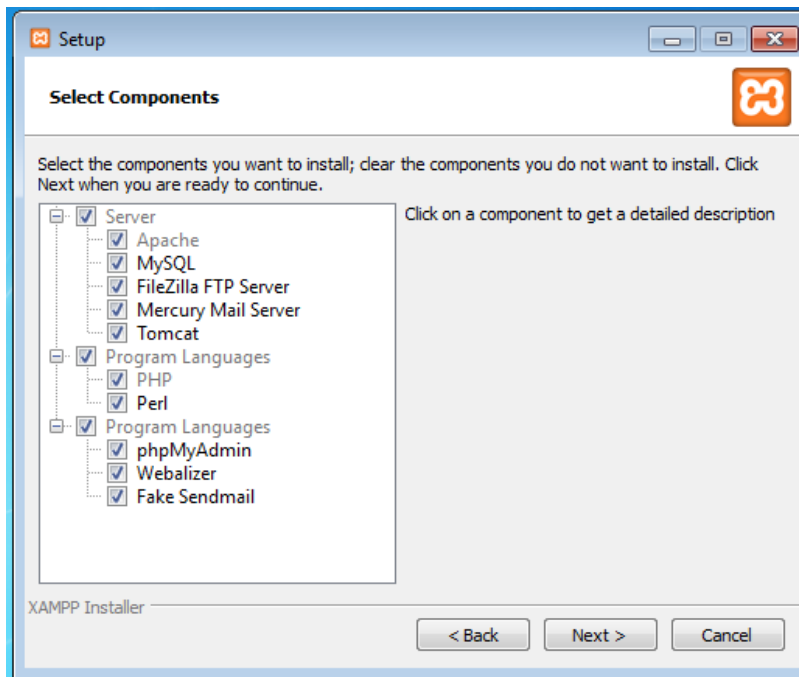 Setup
Select Components
Select the components you want to install; clear the components you do not want to install. Click
Next when you are ready to continue.
Server
Apache
MySQL
FileZilla FTP Server
Mercury Mail Server
Tomcat
Program Languages
PHP
Perl
Program Languages
phpMyAdmin
Webalizer
Fake Sendmail
Click on a component to get a detailed description
XAMPP Installer
< Back
Next >
Cancel